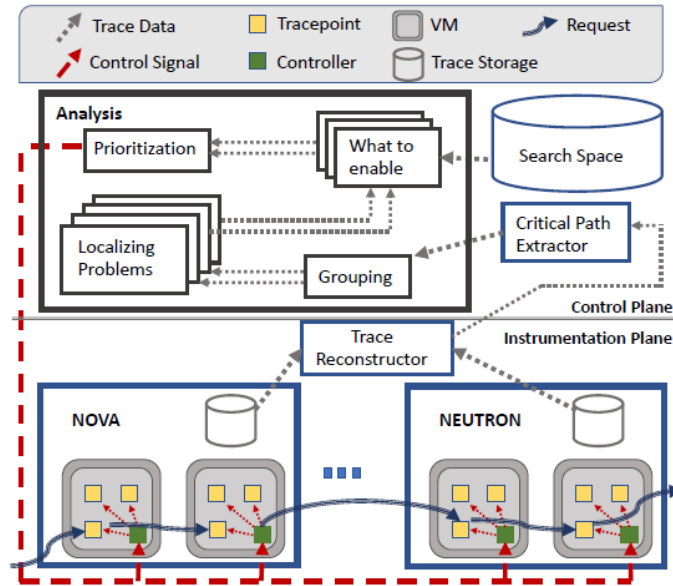 Trace Data
Tracepoint
VM
Request
Control Signal
Controller
Trace Storage
Analysis
Prioritization
What to
enable
Search Space
Localizing
Problems
Grouping
Critical Path
Extractor
Control Plane
Instrumentation Plane
Trace
Reconstructor
NOVA
NEUTRON